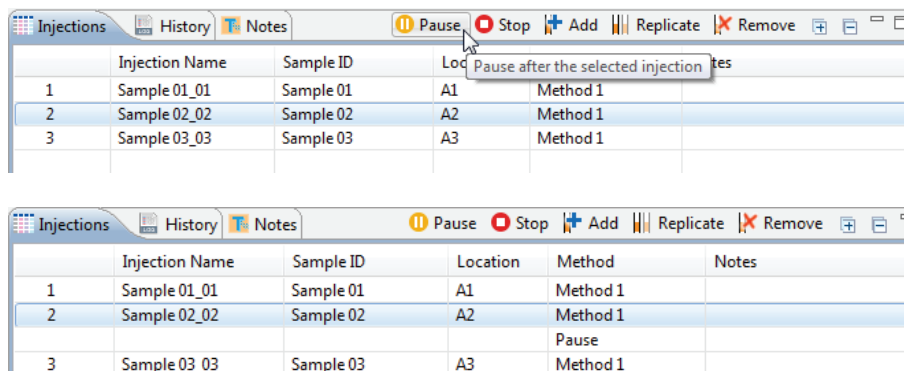 Injections History Notes Pause Stop Add Replicate Remove
Injection Name Sample ID Loc tes
Pause after the selected injection
1 Sample 01_01 Sample 01 A1 Method 1
2 Sample 02_02 Sample 02 A2 Method 1
3 Sample 03_03 Sample 03 A3 Method 1
Injections History Notes Pause Stop Add Replicate Remove
Injection Name Sample ID Location Method Notes
1 Sample 01_01 Sample 01 A1 Method 1
2 Sample 02_02 Sample 02 A2 Method 1
Pause
3 Sample 03_03 Sample 03 A3 Method 1